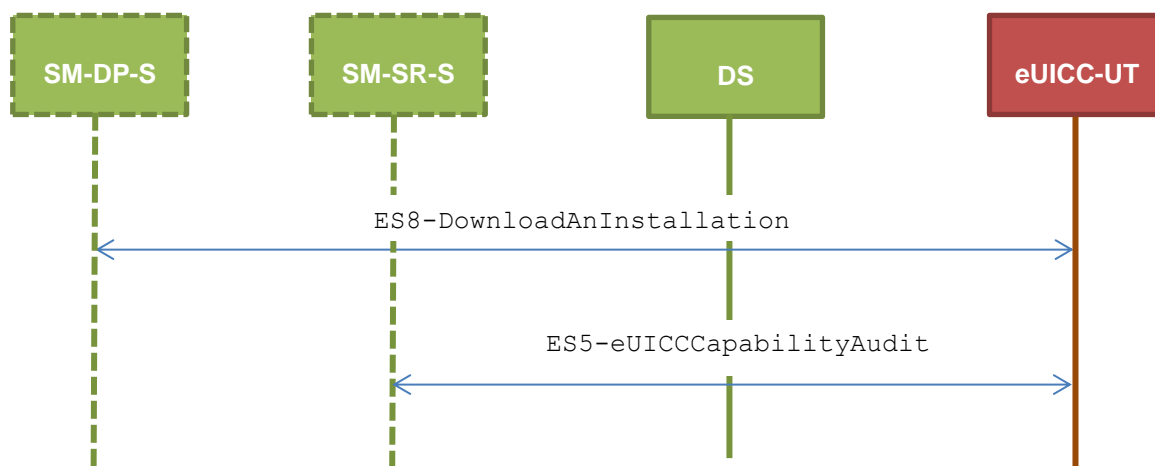 SM-DP-S
SM-SR-S
DS
eUICC-UT
ES8-DownloadAnInstallation
ES5-eUICCCapabilityAudit